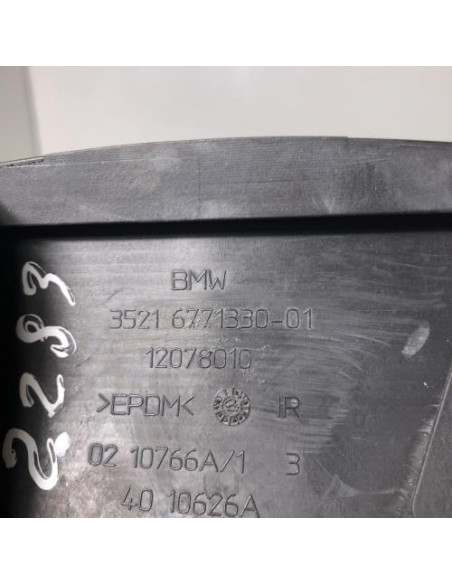 BMW
3521 6771330-01
12078010
>EPDM< IR
02 10766A/1 3
40 10626A
2283